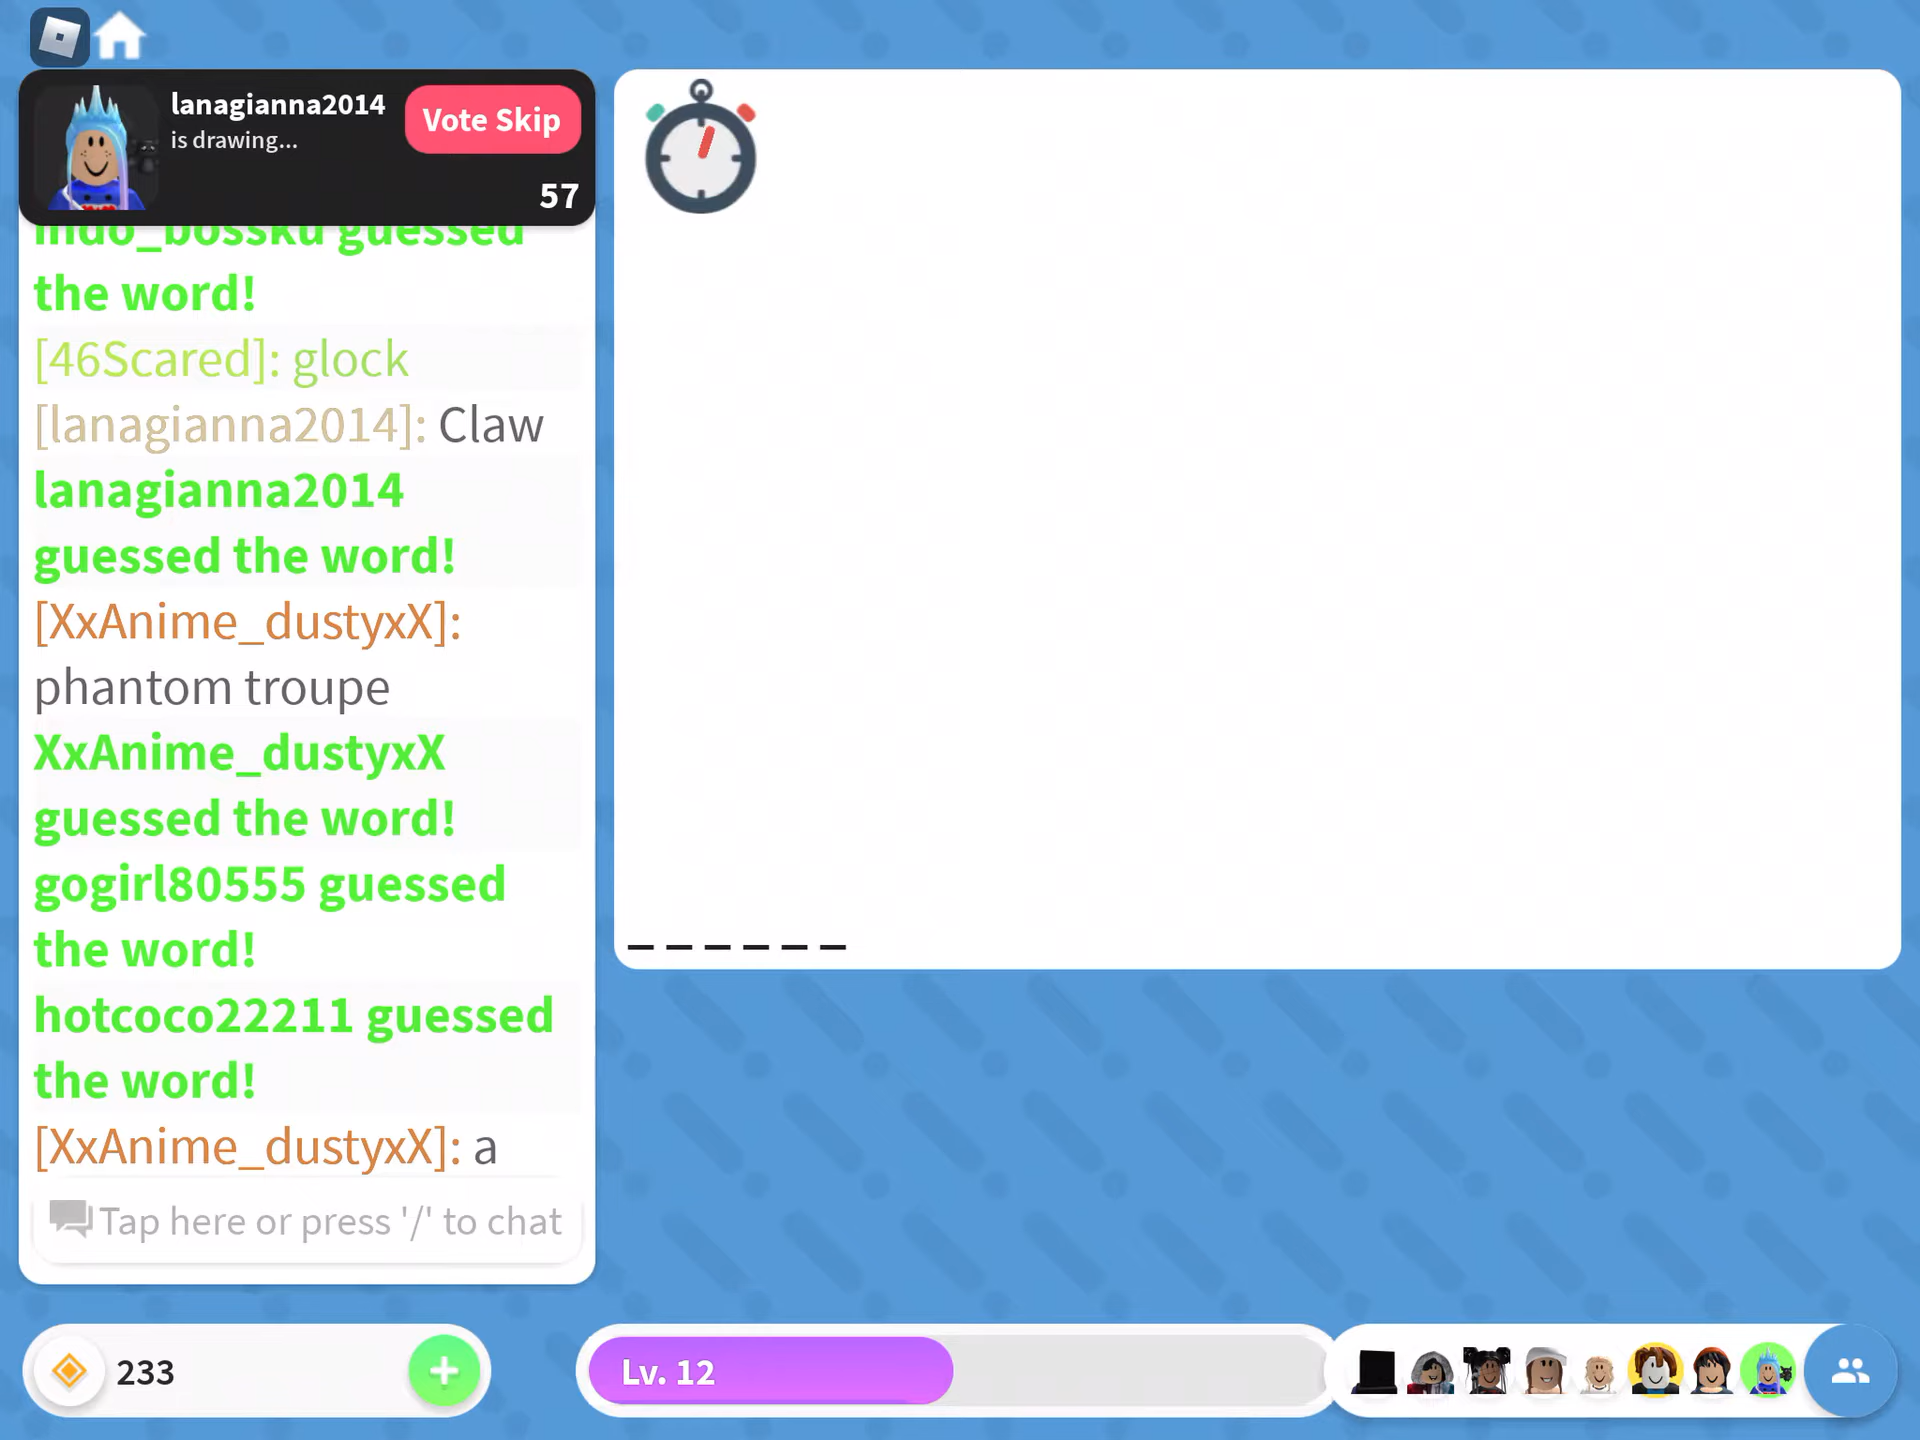 lanagianna2014
is drawing...
Vote Skip
57
indo_bossku guessed
the word!
[46Scared]: glock
[lanagianna2014]: Claw
lanagianna2014
guessed the word!
[XxAnime_dustyxX]:
phantom troupe
XxAnime_dustyxX
guessed the word!
gogirl80555 guessed
the word!
hotcoco22211 guessed
the word!
[XxAnime_dustyxX]: a
Tap here or press '/' to chat
_ _ _ _ _ _
233
Lv. 12